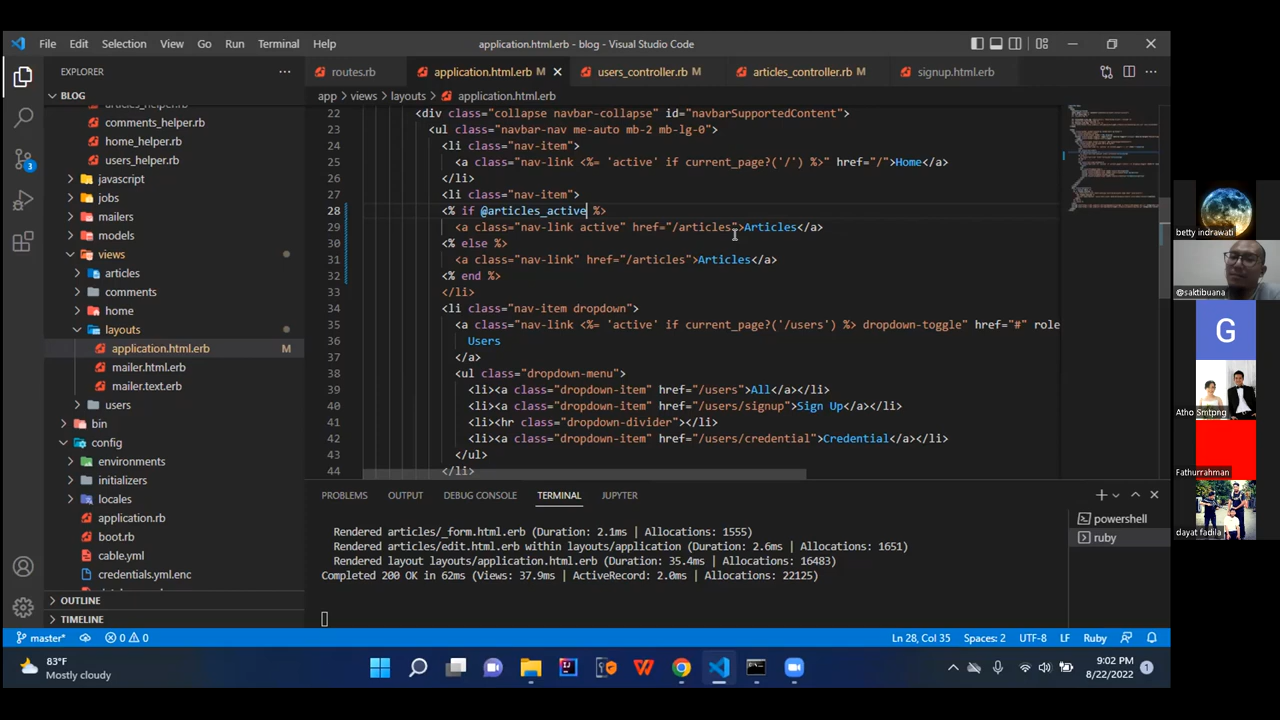 File Edit Selection View Go Run Terminal Help application.html.erb - blog - Visual Studio Code
EXPLORER
BLOG
articles_helper.rb
comments_helper.rb
home_helper.rb
users_helper.rb
javascript
jobs
mailers
models
views
articles
comments
home
layouts
application.html.erb M
mailer.html.erb
mailer.text.erb
users
bin
config
environments
initializers
locales
application.rb
boot.rb
cable.yml
credentials.yml.enc
OUTLINE
TIMELINE
3
routes.rb application.html.erb M users_controller.rb M articles_controller.rb M signup.html.erb
app > views > layouts > application.html.erb
22 <div class="collapse navbar-collapse" id="navbarSupportedContent">
23 <ul class="navbar-nav me-auto mb-2 mb-lg-0">
24 <li class="nav-item">
25 <a class="nav-link <%= 'active' if current_page?('/') %>" href="/">Home</a>
26 </li>
27 <li class="nav-item">
28 <% if @articles_active %>
29 <a class="nav-link active" href="/articles">Articles</a>
30 <% else %>
31 <a class="nav-link" href="/articles">Articles</a>
32 <% end %>
33 </li>
34 <li class="nav-item dropdown">
35 <a class="nav-link <%= 'active' if current_page?('/users') %> dropdown-toggle" href="#" role
36 Users
37 </a>
38 <ul class="dropdown-menu">
39 <li><a class="dropdown-item" href="/users">All</a></li>
40 <li><a class="dropdown-item" href="/users/signup">Sign Up</a></li>
41 <li><hr class="dropdown-divider"></li>
42 <li><a class="dropdown-item" href="/users/credential">Credential</a></li>
43 </ul>
44 </li>
PROBLEMS OUTPUT DEBUG CONSOLE TERMINAL JUPYTER
Rendered articles/_form.html.erb (Duration: 2.1ms | Allocations: 1555)
Rendered articles/edit.html.erb within layouts/application (Duration: 2.6ms | Allocations: 1651)
Rendered layout layouts/application.html.erb (Duration: 35.4ms | Allocations: 16483)
Completed 200 OK in 62ms (Views: 37.9ms | ActiveRecord: 2.0ms | Allocations: 22125)
powershell
ruby
master* 0 0 Ln 28, Col 35 Spaces: 2 UTF-8 LF Ruby
83°F
Mostly cloudy
9:02 PM
8/22/2022
1
betty indrawati
@saktibuana
G
Atho Smtpng
Fathurrahman
dayat fadila